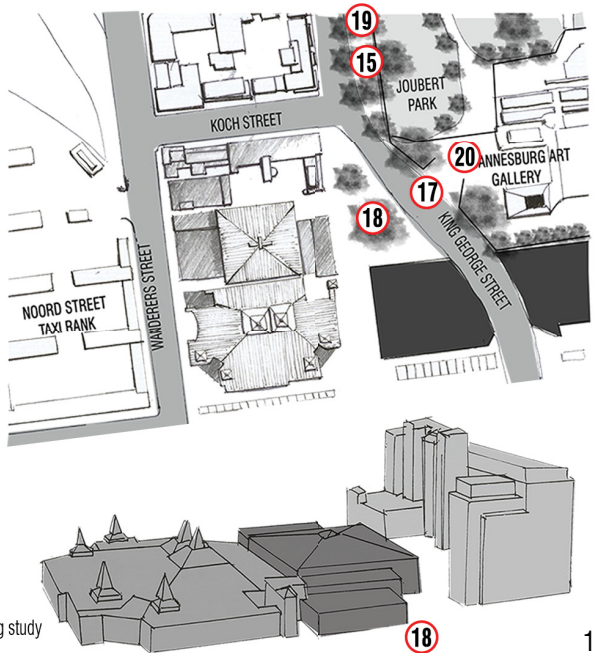 19
15
JOUBERT
PARK
KOCH STREET
20
ANNESBURG ART
GALLERY
17
18
KING GEORGE STREET
WANDERERS STREET
NOORD STREET
TAXI RANK
g study
18
1